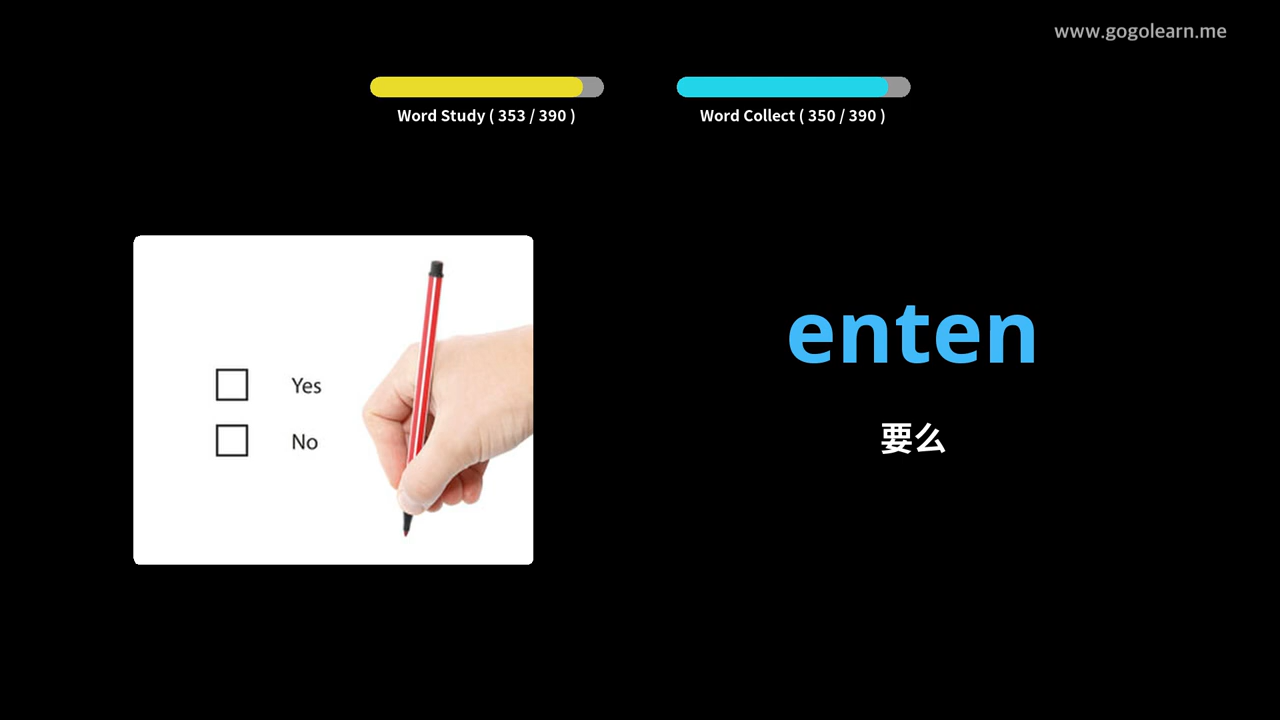 www.gogolearn.me
Word Study ( 353 / 390 )
Word Collect ( 350 / 390 )
Yes
No
enten
要么